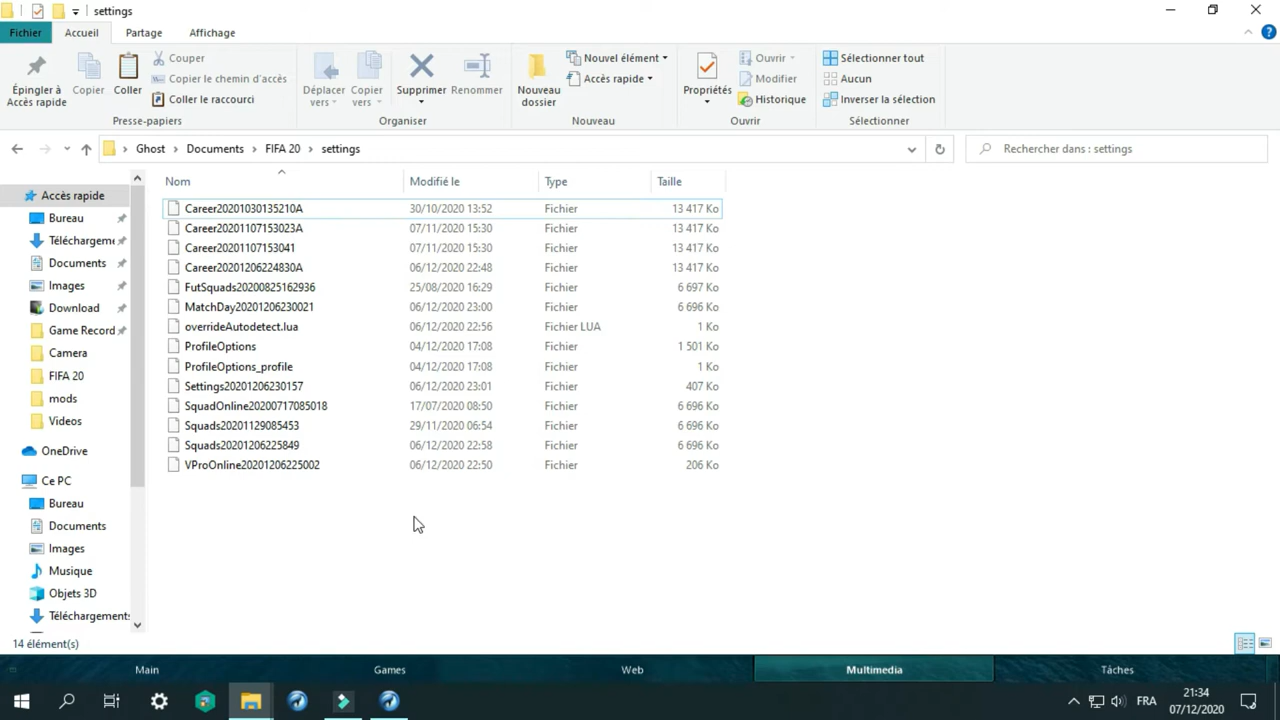 settings
Fichier Accueil Partage Affichage
Épingler à Accès rapide
Copier
Coller
Couper
Copier le chemin d'accès
Coller le raccourci
Presse-papiers
Déplacer vers
Copier vers
Supprimer
Renommer
Organiser
Nouveau dossier
Nouvel élément
Accès rapide
Nouveau
Propriétés
Ouvrir
Modifier
Historique
Ouvrir
Sélectionner tout
Aucun
Inverser la sélection
Sélectionner
Ghost > Documents > FIFA 20 > settings
Rechercher dans : settings
Accès rapide
Bureau
Téléchargeme
Documents
Images
Download
Game Record
Camera
FIFA 20
mods
Videos
OneDrive
Ce PC
Bureau
Documents
Images
Musique
Objets 3D
Téléchargements
Nom Modifié le Type Taille
Career20201030135210A 30/10/2020 13:52 Fichier 13 417 Ko
Career20201107153023A 07/11/2020 15:30 Fichier 13 417 Ko
Career20201107153041 07/11/2020 15:30 Fichier 13 417 Ko
Career20201206224830A 06/12/2020 22:48 Fichier 13 417 Ko
FutSquads20200825162936 25/08/2020 16:29 Fichier 6 697 Ko
MatchDay20201206230021 06/12/2020 23:00 Fichier 6 696 Ko
overrideAutodetect.lua 06/12/2020 22:56 Fichier LUA 1 Ko
ProfileOptions 04/12/2020 17:08 Fichier 1 501 Ko
ProfileOptions_profile 04/12/2020 17:08 Fichier 1 Ko
Settings20201206230157 06/12/2020 23:01 Fichier 407 Ko
SquadOnline20200717085018 17/07/2020 08:50 Fichier 6 696 Ko
Squads20201129085453 29/11/2020 06:54 Fichier 6 696 Ko
Squads20201206225849 06/12/2020 22:58 Fichier 6 696 Ko
VProOnline20201206225002 06/12/2020 22:50 Fichier 206 Ko
14 élément(s)
Main Games Web Multimedia Tâches
FRA
21:34
07/12/2020